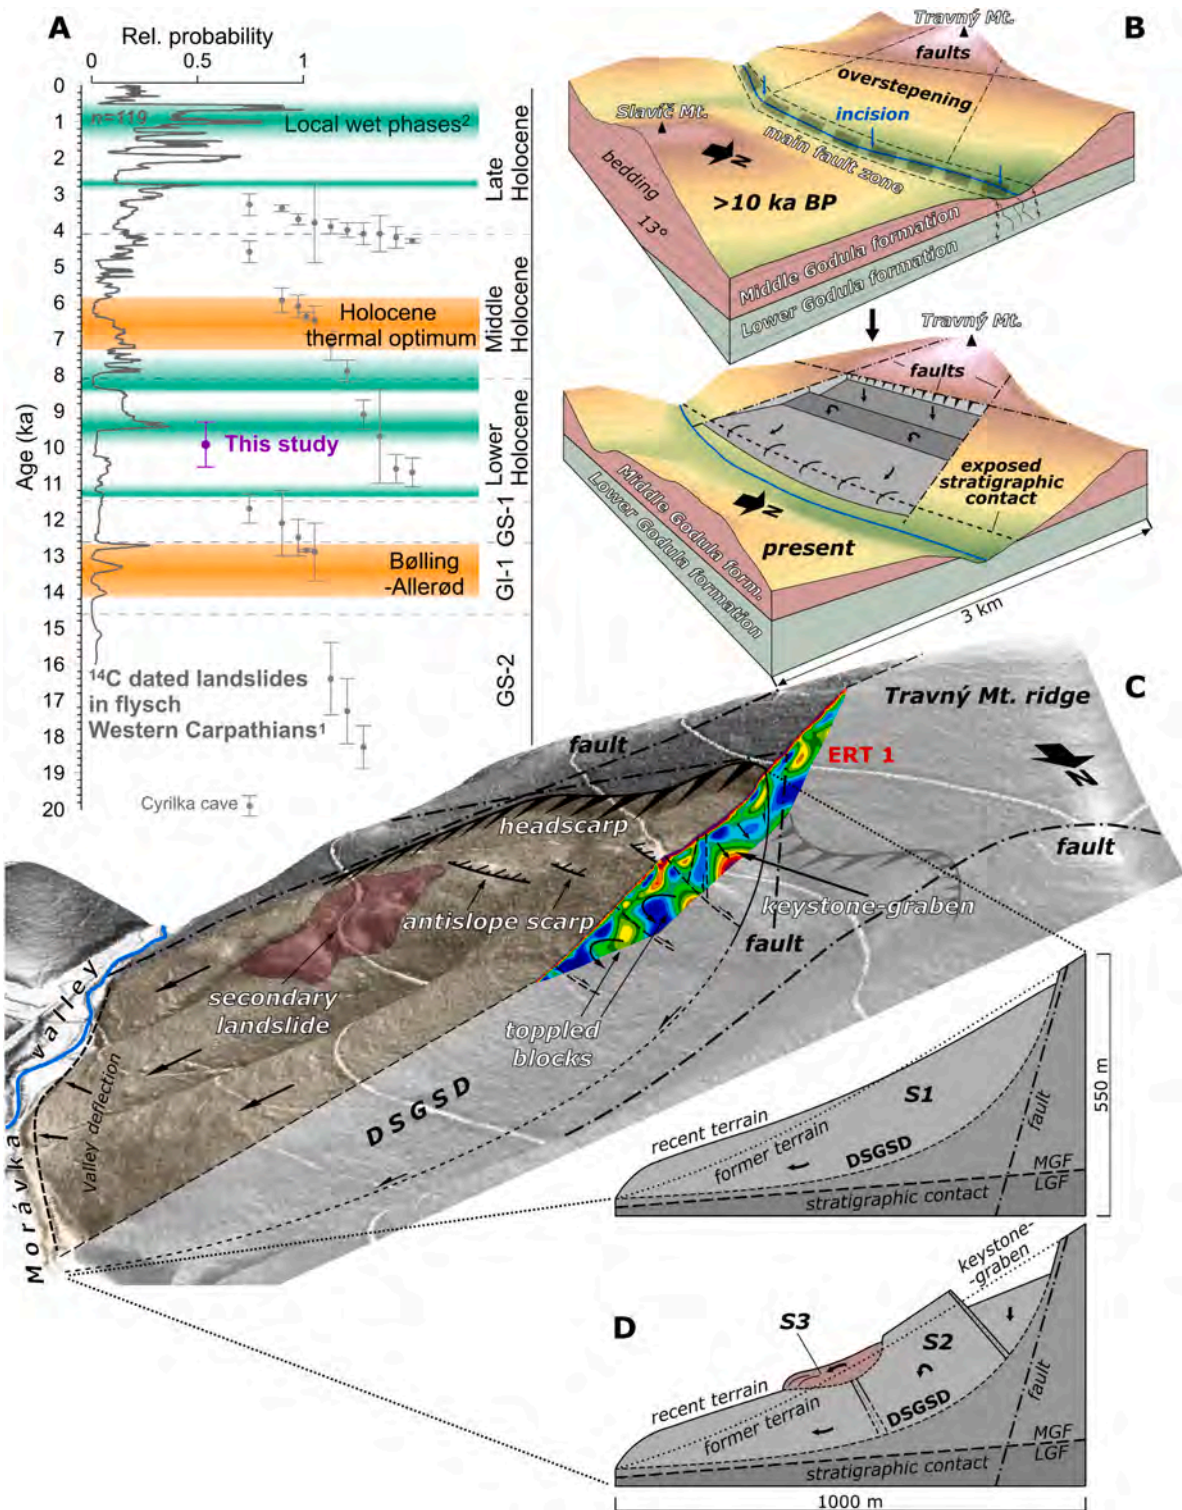 A
Rel. probability
0 0.5 1
Age (ka)
0
1
2
3
4
5
6
7
8
9
10
11
12
13
14
15
16
17
18
19
20
n=119
Local wet phases²
Holocene
thermal optimum
This study
Bølling
-Allerød
¹⁴C dated landslides
in flysch
Western Carpathians¹
Cyrilka cave
Late
Holocene
Middle
Holocene
Lower
Holocene
GS-1
GI-1
GS-2
B
Travný Mt.
faults
overstepening
Slavíč Mt.
incision
main fault zone
N
bedding
13°
>10 ka BP
Middle Godula formation
Lower Godula formation
Travný Mt.
faults
exposed
stratigraphic
contact
N
present
Middle Godula form.
Lower Godula formation
3 km
C
Travný Mt. ridge
N
fault
ERT 1
headscarp
fault
antislope scarp
keystone-graben
fault
secondary
landslide
toppled
blocks
Morávka valley
Valley deflection
DSGSD
S1
recent terrain
former terrain
DSGSD
fault
MGF
LGF
stratigraphic contact
550 m
D
keystone
-graben
S3
S2
recent terrain
former terrain
DSGSD
fault
MGF
LGF
stratigraphic contact
1000 m